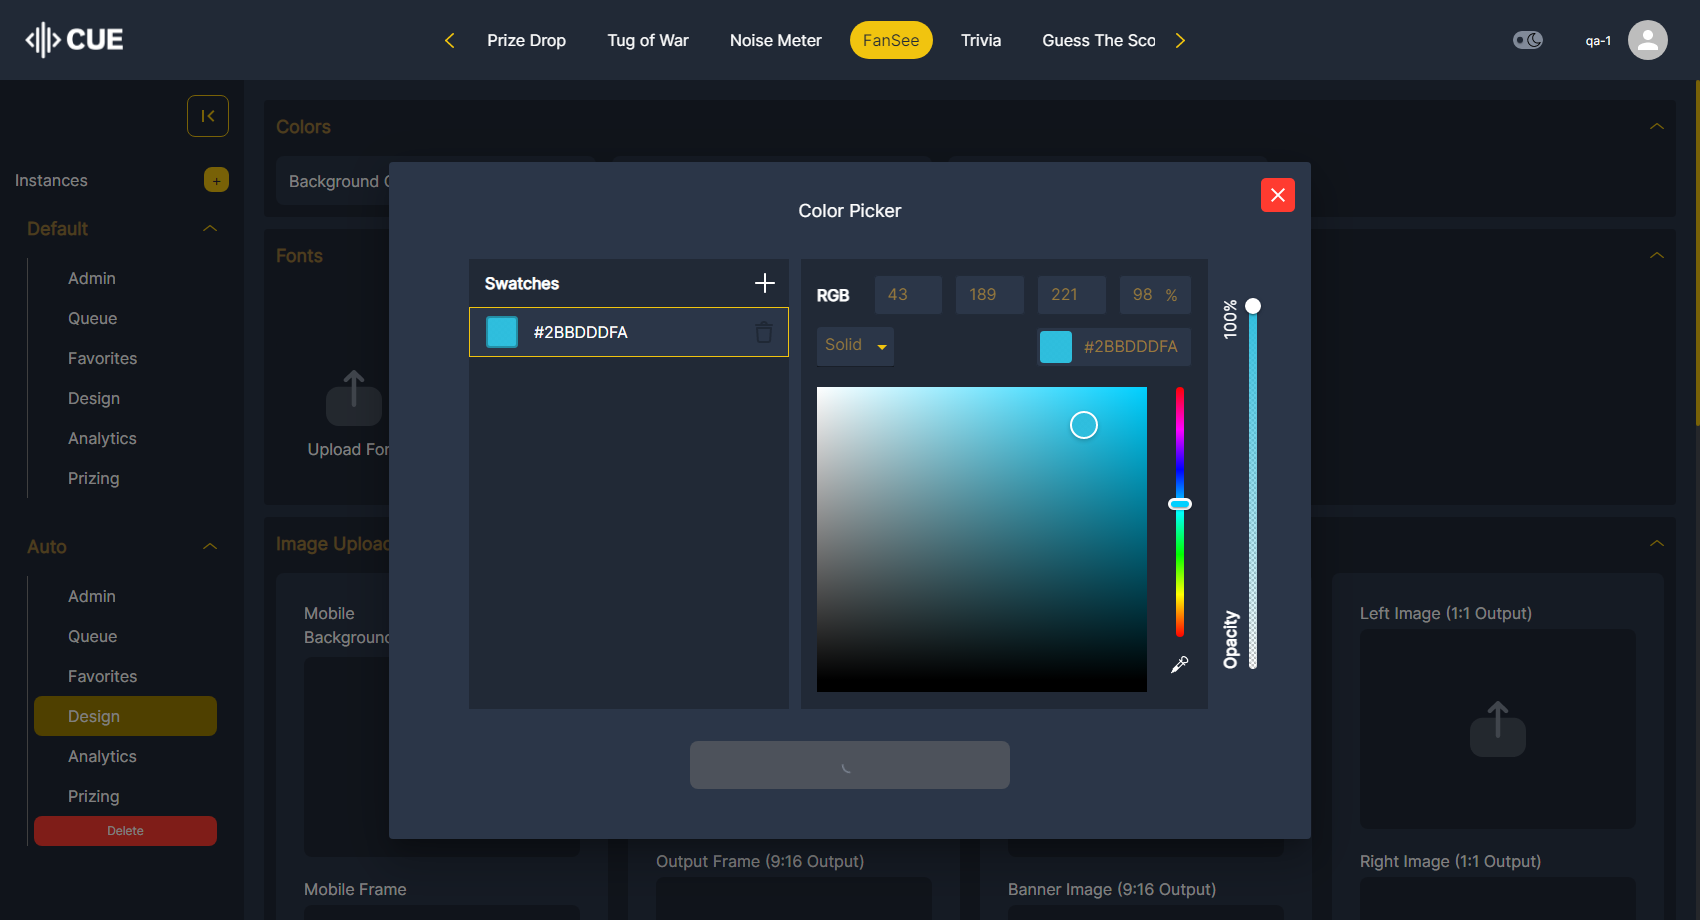 CUE
Prize Drop
Tug of War
Noise Meter
FanSee
Trivia
Guess The Sco
qa-1
Instances
+
Default
Admin
Queue
Favorites
Design
Analytics
Prizing
Auto
Admin
Queue
Favorites
Design
Analytics
Prizing
Delete
Colors
Background C
Fonts
Upload For
Image Upload
Mobile
Background
Mobile Frame
Output Frame (9:16 Output)
Banner Image (9:16 Output)
Left Image (1:1 Output)
Right Image (1:1 Output)
Color Picker
Swatches
#2BBDDDFA
RGB
43
189
221
98 %
Solid
#2BBDDDFA
100%
Opacity